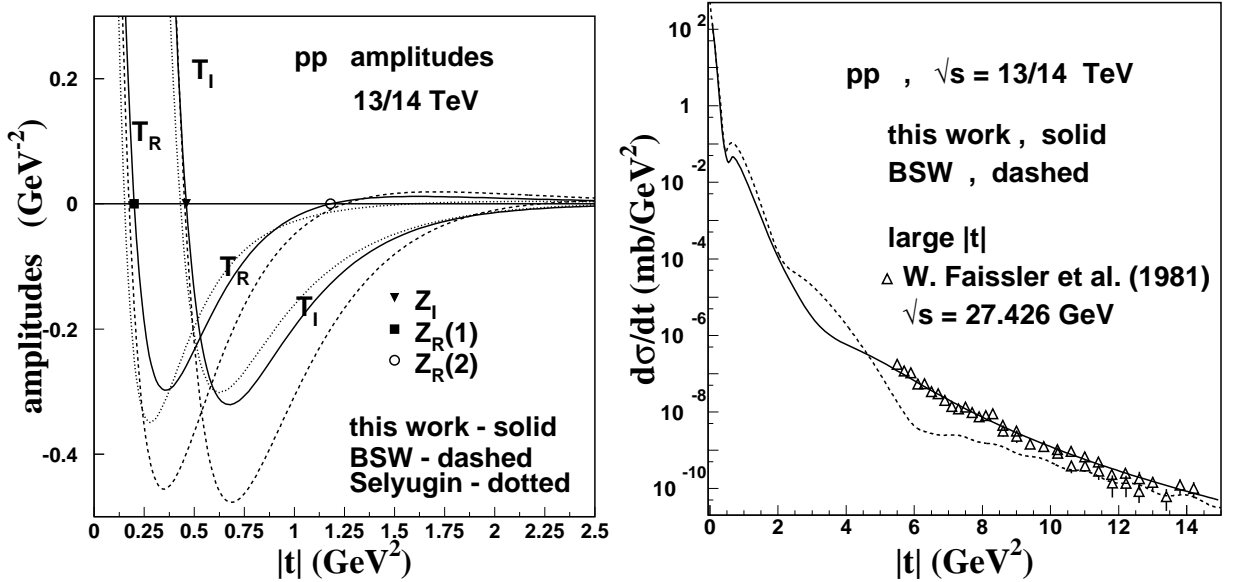 pp amplitudes
13/14 TeV
T_I
T_R
T_R
T_I
Z_I
Z_R(1)
Z_R(2)
this work - solid
BSW - dashed
Selyugin - dotted
amplitudes (GeV^-2)
0.2
0
-0.2
-0.4
0 0.25 0.5 0.75 1 1.25 1.5 1.75 2 2.25 2.5
|t| (GeV^2)
pp , √s = 13/14 TeV
this work , solid
BSW , dashed
large |t|
W. Faissler et al. (1981)
√s = 27.426 GeV
dσ/dt (mb/GeV^2)
10^2
1
10^-2
10^-4
10^-6
10^-8
10^-10
0 2 4 6 8 10 12 14
|t| (GeV^2)